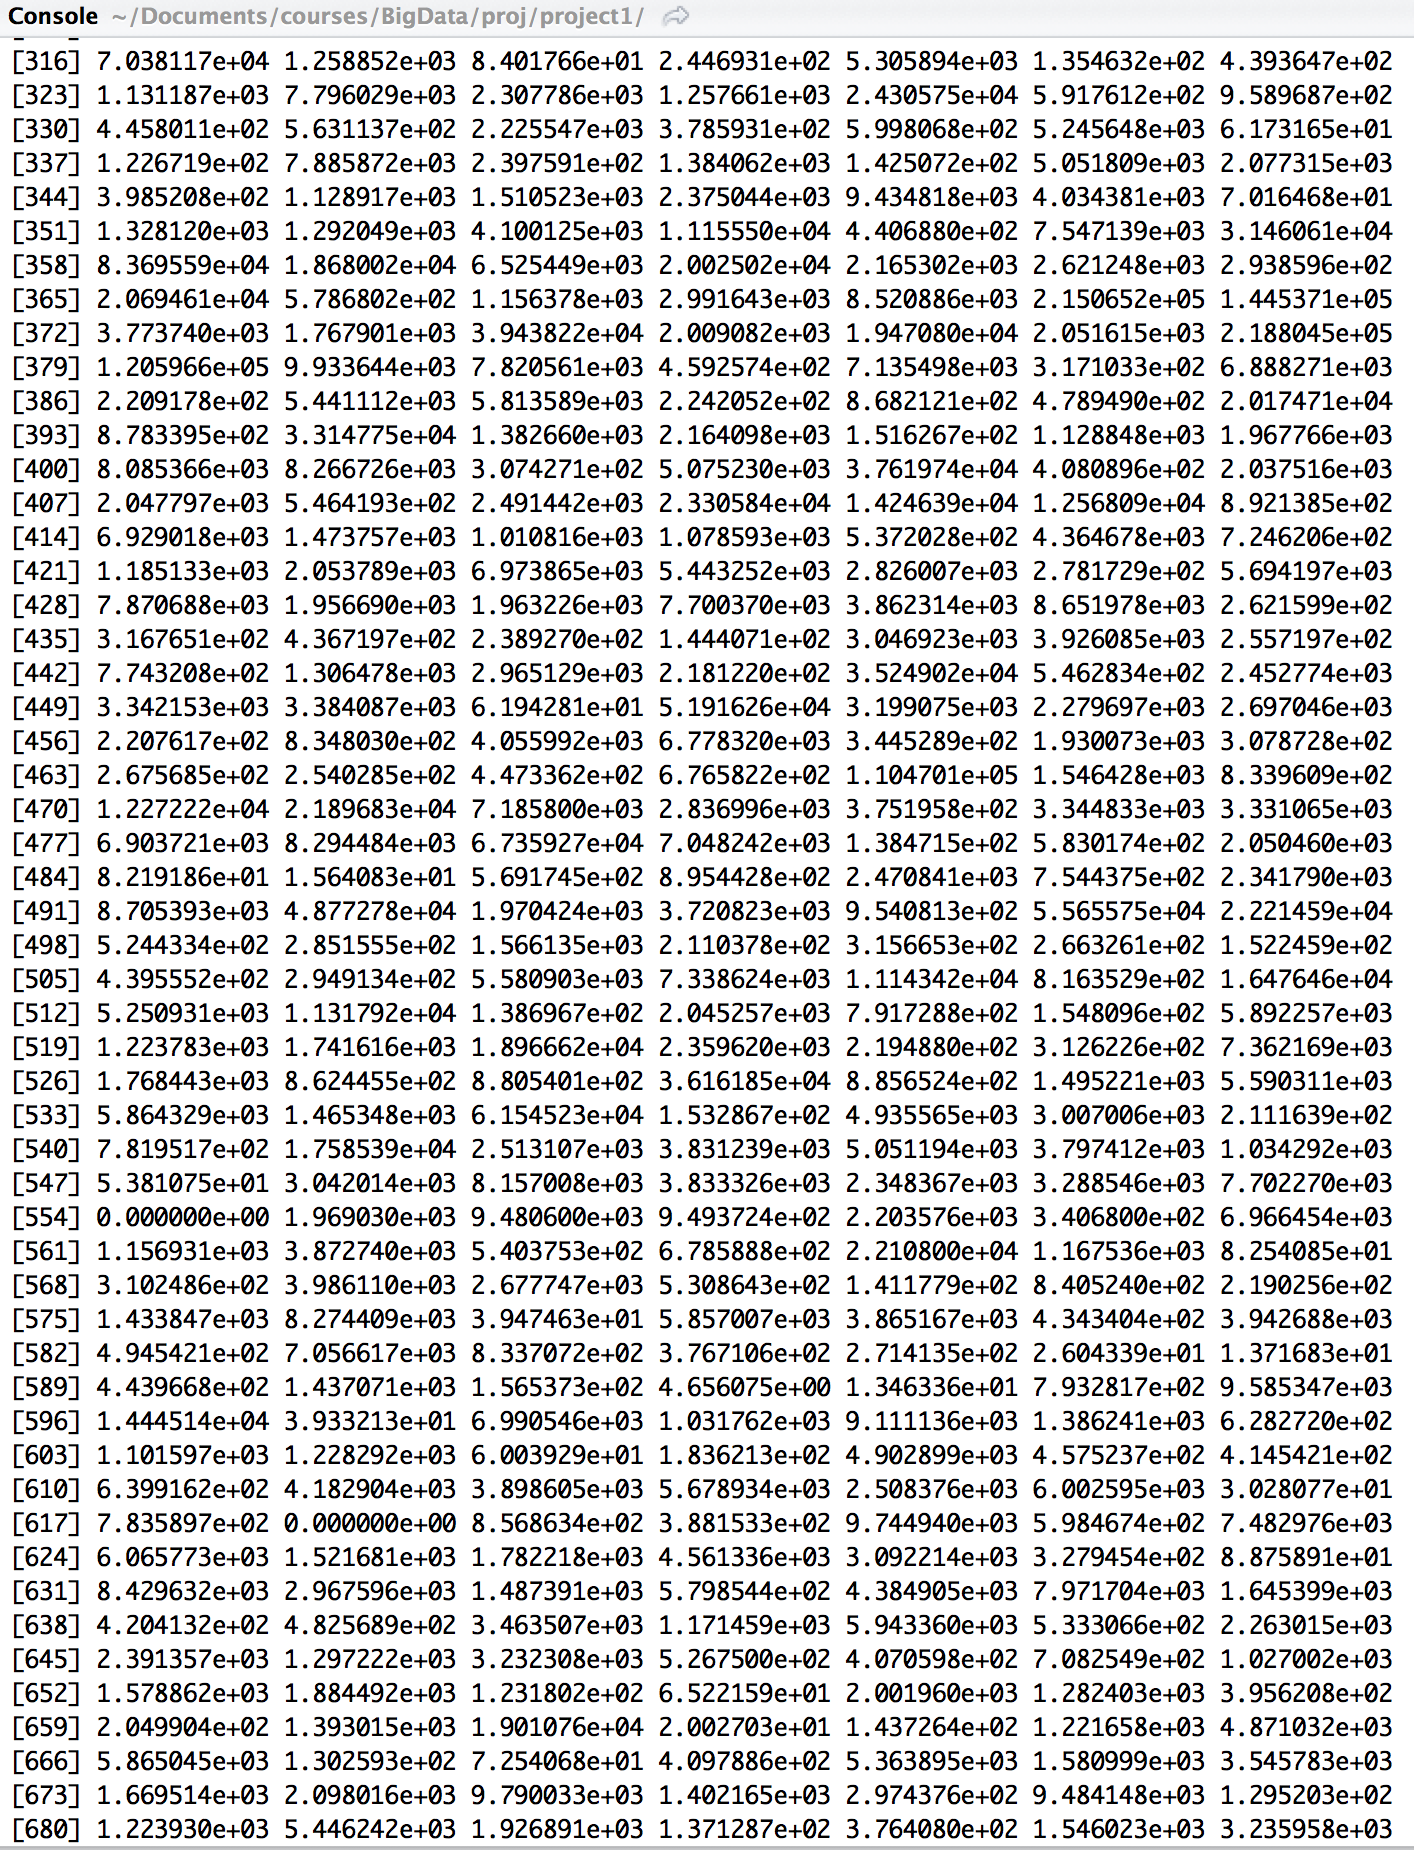 Console ~/Documents/courses/BigData/proj/project1/
[316] 7.038117e+04 1.258852e+03 8.401766e+01 2.446931e+02 5.305894e+03 1.354632e+02 4.393647e+02
[323] 1.131187e+03 7.796029e+03 2.307786e+03 1.257661e+03 2.430575e+04 5.917612e+02 9.589687e+02
[330] 4.458011e+02 5.631137e+02 2.225547e+03 3.785931e+02 5.998068e+02 5.245648e+03 6.173165e+01
[337] 1.226719e+02 7.885872e+03 2.397591e+02 1.384062e+03 1.425072e+02 5.051809e+03 2.077315e+03
[344] 3.985208e+02 1.128917e+03 1.510523e+03 2.375044e+03 9.434818e+03 4.034381e+03 7.016468e+01
[351] 1.328120e+03 1.292049e+03 4.100125e+03 1.115550e+04 4.406880e+02 7.547139e+03 3.146061e+04
[358] 8.369559e+04 1.868002e+04 6.525449e+03 2.002502e+04 2.165302e+03 2.621248e+03 2.938596e+02
[365] 2.069461e+04 5.786802e+02 1.156378e+03 2.991643e+03 8.520886e+03 2.150652e+05 1.445371e+05
[372] 3.773740e+03 1.767901e+03 3.943822e+04 2.009082e+03 1.947080e+04 2.051615e+03 2.188045e+05
[379] 1.205966e+05 9.933644e+03 7.820561e+03 4.592574e+02 7.135498e+03 3.171033e+02 6.888271e+03
[386] 2.209178e+02 5.441112e+03 5.813589e+03 2.242052e+02 8.682121e+02 4.789490e+02 2.017471e+04
[393] 8.783395e+02 3.314775e+04 1.382660e+03 2.164098e+03 1.516267e+02 1.128848e+03 1.967766e+03
[400] 8.085366e+03 8.266726e+03 3.074271e+02 5.075230e+03 3.761974e+04 4.080896e+02 2.037516e+03
[407] 2.047797e+03 5.464193e+02 2.491442e+03 2.330584e+04 1.424639e+04 1.256809e+04 8.921385e+02
[414] 6.929018e+03 1.473757e+03 1.010816e+03 1.078593e+03 5.372028e+02 4.364678e+03 7.246206e+02
[421] 1.185133e+03 2.053789e+03 6.973865e+03 5.443252e+03 2.826007e+03 2.781729e+02 5.694197e+03
[428] 7.870688e+03 1.956690e+03 1.963226e+03 7.700370e+03 3.862314e+03 8.651978e+03 2.621599e+02
[435] 3.167651e+02 4.367197e+02 2.389270e+02 1.444071e+02 3.046923e+03 3.926085e+03 2.557197e+02
[442] 7.743208e+02 1.306478e+03 2.965129e+03 2.181220e+02 3.524902e+04 5.462834e+02 2.452774e+03
[449] 3.342153e+03 3.384087e+03 6.194281e+01 5.191626e+04 3.199075e+03 2.279697e+03 2.697046e+03
[456] 2.207617e+02 8.348030e+02 4.055992e+03 6.778320e+03 3.445289e+02 1.930073e+03 3.078728e+02
[463] 2.675685e+02 2.540285e+02 4.473362e+02 6.765822e+02 1.104701e+05 1.546428e+03 8.339609e+02
[470] 1.227222e+04 2.189683e+04 7.185800e+03 2.836996e+03 3.751958e+02 3.344833e+03 3.331065e+03
[477] 6.903721e+03 8.294484e+03 6.735927e+04 7.048242e+03 1.384715e+02 5.830174e+02 2.050460e+03
[484] 8.219186e+01 1.564083e+01 5.691745e+02 8.954428e+02 2.470841e+03 7.544375e+02 2.341790e+03
[491] 8.705393e+03 4.877278e+04 1.970424e+03 3.720823e+03 9.540813e+02 5.565575e+04 2.221459e+04
[498] 5.244334e+02 2.851555e+02 1.566135e+03 2.110378e+02 3.156653e+02 2.663261e+02 1.522459e+02
[505] 4.395552e+02 2.949134e+02 5.580903e+03 7.338624e+03 1.114342e+04 8.163529e+02 1.647646e+04
[512] 5.250931e+03 1.131792e+04 1.386967e+02 2.045257e+03 7.917288e+02 1.548096e+02 5.892257e+03
[519] 1.223783e+03 1.741616e+03 1.896662e+04 2.359620e+03 2.194880e+02 3.126226e+02 7.362169e+03
[526] 1.768443e+03 8.624455e+02 8.805401e+02 3.616185e+04 8.856524e+02 1.495221e+03 5.590311e+03
[533] 5.864329e+03 1.465348e+03 6.154523e+04 1.532867e+02 4.935565e+03 3.007006e+03 2.111639e+02
[540] 7.819517e+02 1.758539e+04 2.513107e+03 3.831239e+03 5.051194e+03 3.797412e+03 1.034292e+03
[547] 5.381075e+01 3.042014e+03 8.157008e+03 3.833326e+03 2.348367e+03 3.288546e+03 7.702270e+03
[554] 0.000000e+00 1.969030e+03 9.480600e+03 9.493724e+02 2.203576e+03 3.406800e+02 6.966454e+03
[561] 1.156931e+03 3.872740e+03 5.403753e+02 6.785888e+02 2.210800e+04 1.167536e+03 8.254085e+01
[568] 3.102486e+02 3.986110e+03 2.677747e+03 5.308643e+02 1.411779e+02 8.405240e+02 2.190256e+02
[575] 1.433847e+03 8.274409e+03 3.947463e+01 5.857007e+03 3.865167e+03 4.343404e+02 3.942688e+03
[582] 4.945421e+02 7.056617e+03 8.337072e+02 3.767106e+02 2.714135e+02 2.604339e+01 1.371683e+01
[589] 4.439668e+02 1.437071e+03 1.565373e+02 4.656075e+00 1.346336e+01 7.932817e+02 9.585347e+03
[596] 1.444514e+04 3.933213e+01 6.990546e+03 1.031762e+03 9.111136e+03 1.386241e+03 6.282720e+02
[603] 1.101597e+03 1.228292e+03 6.003929e+01 1.836213e+02 4.902899e+03 4.575237e+02 4.145421e+02
[610] 6.399162e+02 4.182904e+03 3.898605e+03 5.678934e+03 2.508376e+03 6.002595e+03 3.028077e+01
[617] 7.835897e+02 0.000000e+00 8.568634e+02 3.881533e+02 9.744940e+03 5.984674e+02 7.482976e+03
[624] 6.065773e+03 1.521681e+03 1.782218e+03 4.561336e+03 3.092214e+03 3.279454e+02 8.875891e+01
[631] 8.429632e+03 2.967596e+03 1.487391e+03 5.798544e+02 4.384905e+03 7.971704e+03 1.645399e+03
[638] 4.204132e+02 4.825689e+02 3.463507e+03 1.171459e+03 5.943360e+03 5.333066e+02 2.263015e+03
[645] 2.391357e+03 1.297222e+03 3.232308e+03 5.267500e+02 4.070598e+02 7.082549e+02 1.027002e+03
[652] 1.578862e+03 1.884492e+03 1.231802e+02 6.522159e+01 2.001960e+03 1.282403e+03 3.956208e+02
[659] 2.049904e+02 1.393015e+03 1.901076e+04 2.002703e+01 1.437264e+02 1.221658e+03 4.871032e+03
[666] 5.865045e+03 1.302593e+02 7.254068e+01 4.097886e+02 5.363895e+03 1.580999e+03 3.545783e+03
[673] 1.669514e+03 2.098016e+03 9.790033e+03 1.402165e+03 2.974376e+02 9.484148e+03 1.295203e+02
[680] 1.223930e+03 5.446242e+03 1.926891e+03 1.371287e+02 3.764080e+02 1.546023e+03 3.235958e+03